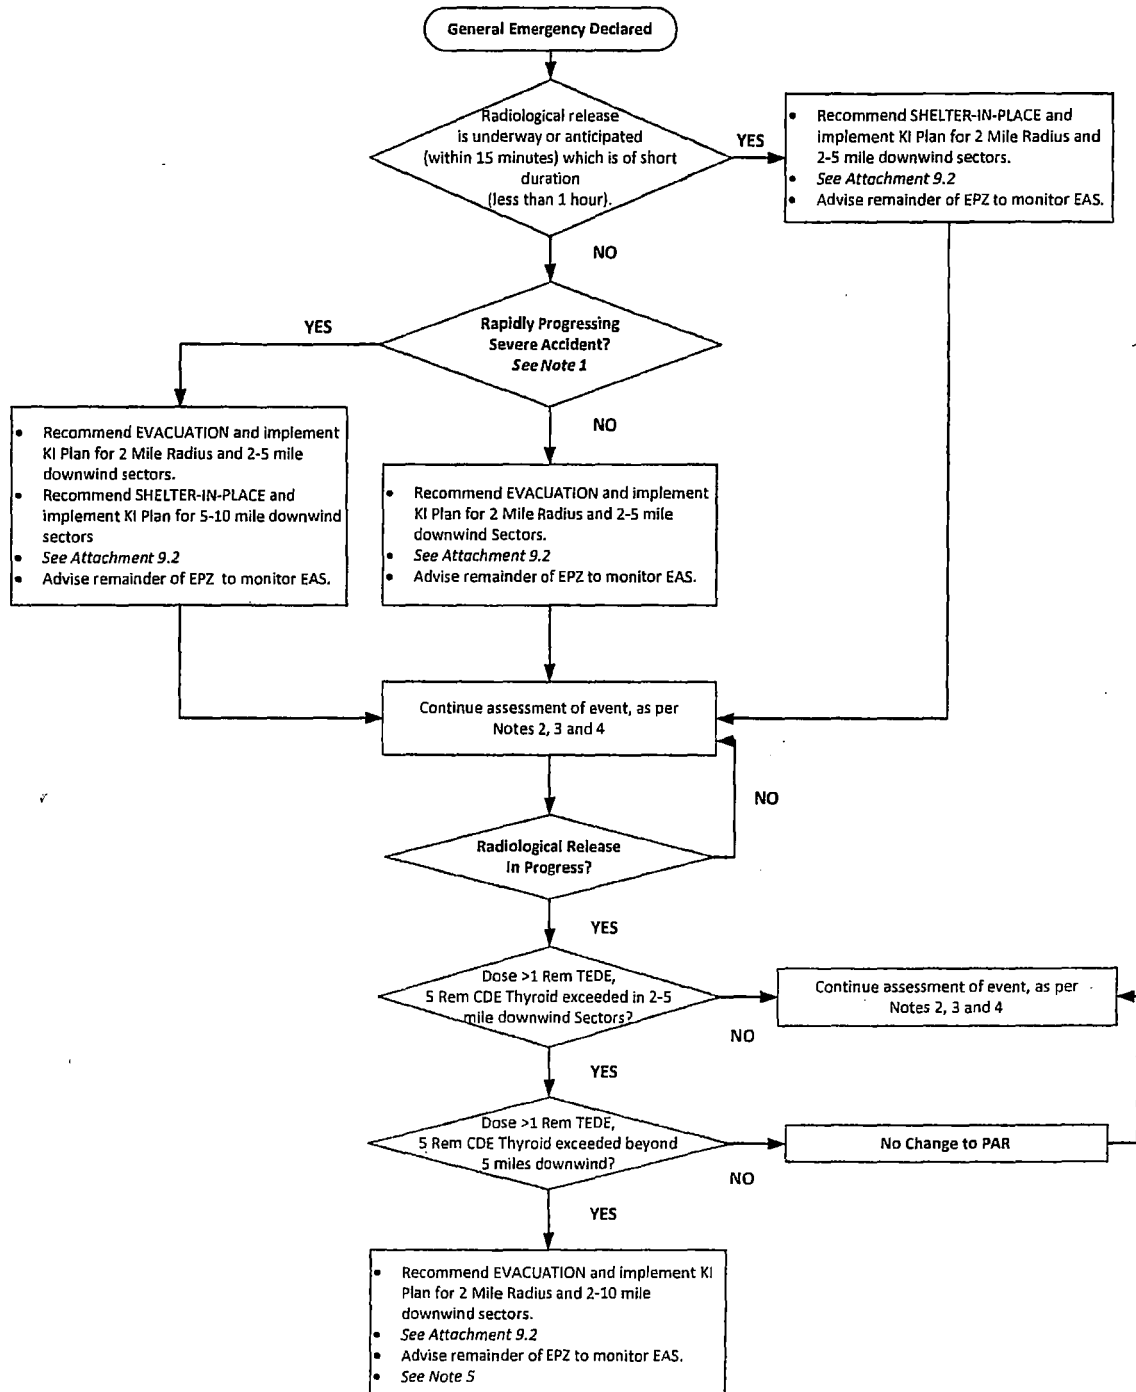 General Emergency Declared
Radiological release
is underway or anticipated
(within 15 minutes) which is of short
duration
(less than 1 hour).
YES
• Recommend SHELTER-IN-PLACE and
implement KI Plan for 2 Mile Radius and
2-5 mile downwind sectors.
• See Attachment 9.2
• Advise remainder of EPZ to monitor EAS.
NO
YES
Rapidly Progressing
Severe Accident?
See Note 1
NO
• Recommend EVACUATION and implement
KI Plan for 2 Mile Radius and 2-5 mile
downwind sectors.
• Recommend SHELTER-IN-PLACE and
implement KI Plan for 5-10 mile downwind
sectors
• See Attachment 9.2
• Advise remainder of EPZ to monitor EAS.
• Recommend EVACUATION and implement
KI Plan for 2 Mile Radius and 2-5 mile
downwind Sectors.
• See Attachment 9.2
• Advise remainder of EPZ to monitor EAS.
Continue assessment of event, as per
Notes 2, 3 and 4
NO
Radiological Release
In Progress?
YES
Dose >1 Rem TEDE,
5 Rem CDE Thyroid exceeded in 2-5
mile downwind Sectors?
NO
Continue assessment of event, as per
Notes 2, 3 and 4
YES
Dose >1 Rem TEDE,
5 Rem CDE Thyroid exceeded beyond
5 miles downwind?
NO
No Change to PAR
YES
• Recommend EVACUATION and implement KI
Plan for 2 Mile Radius and 2-10 mile
downwind sectors.
• See Attachment 9.2
• Advise remainder of EPZ to monitor EAS.
• See Note 5